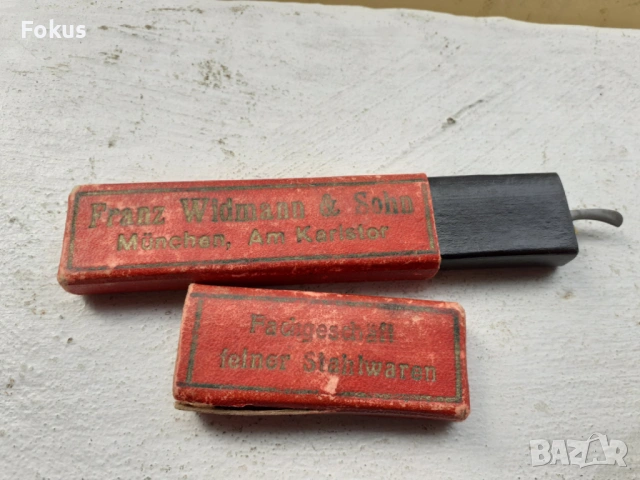 Fokus
Franz Widmann & Sohn
München, Am Karlstor
Fachgeschäft
feiner Stahlwaren
BAZAR